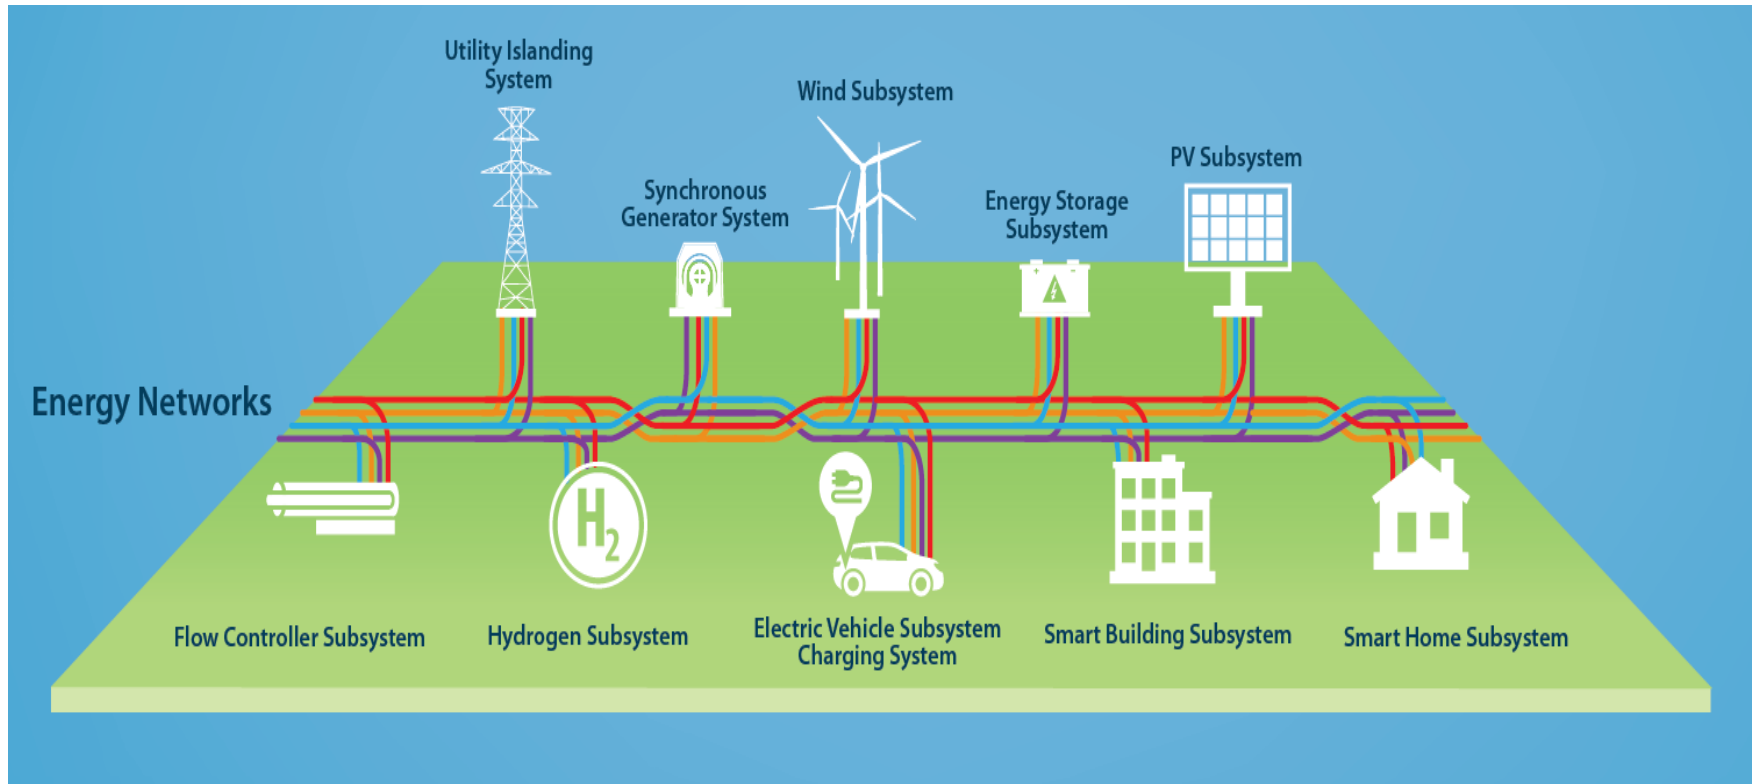 Utility Islanding
System
Wind Subsystem
PV Subsystem
Synchronous
Generator System
Energy Storage
Subsystem
Energy Networks
H2
Flow Controller Subsystem
Hydrogen Subsystem
Electric Vehicle Subsystem
Charging System
Smart Building Subsystem
Smart Home Subsystem